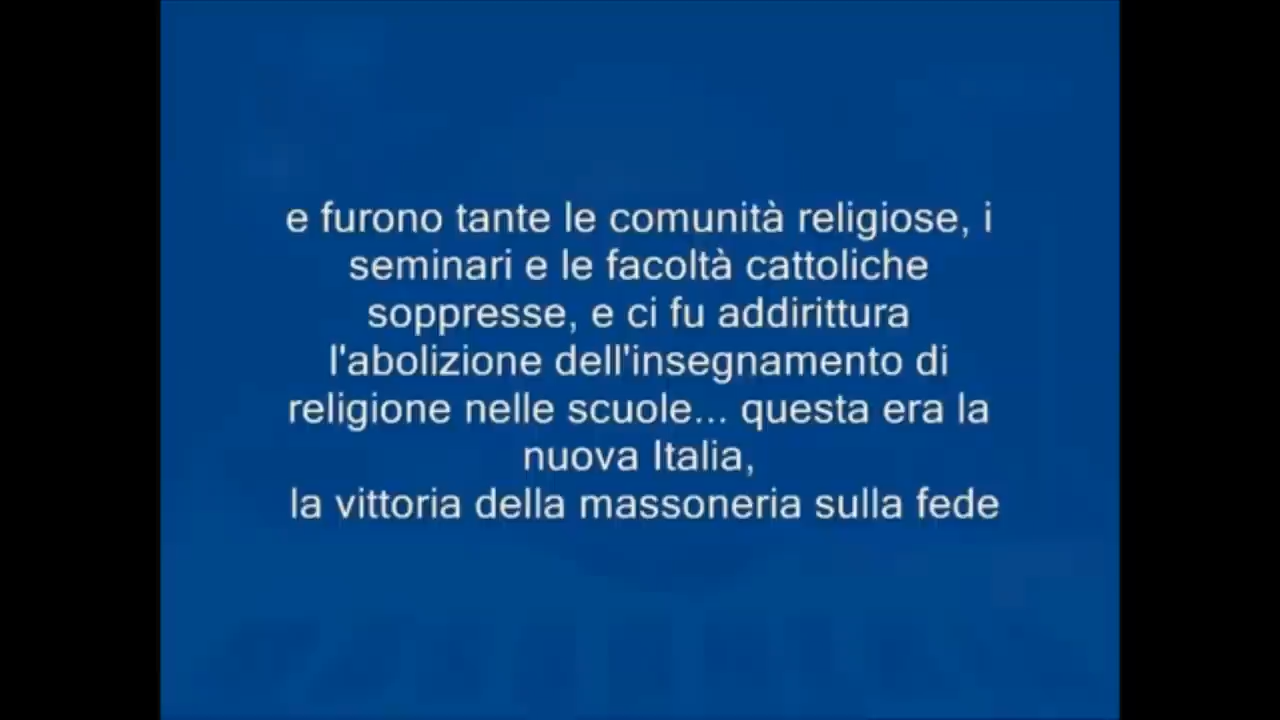 e furono tante le comunità religiose, i
seminari e le facoltà cattoliche
soppresse, e ci fu addirittura
l'abolizione dell'insegnamento di
religione nelle scuole... questa era la
nuova Italia,
la vittoria della massoneria sulla fede